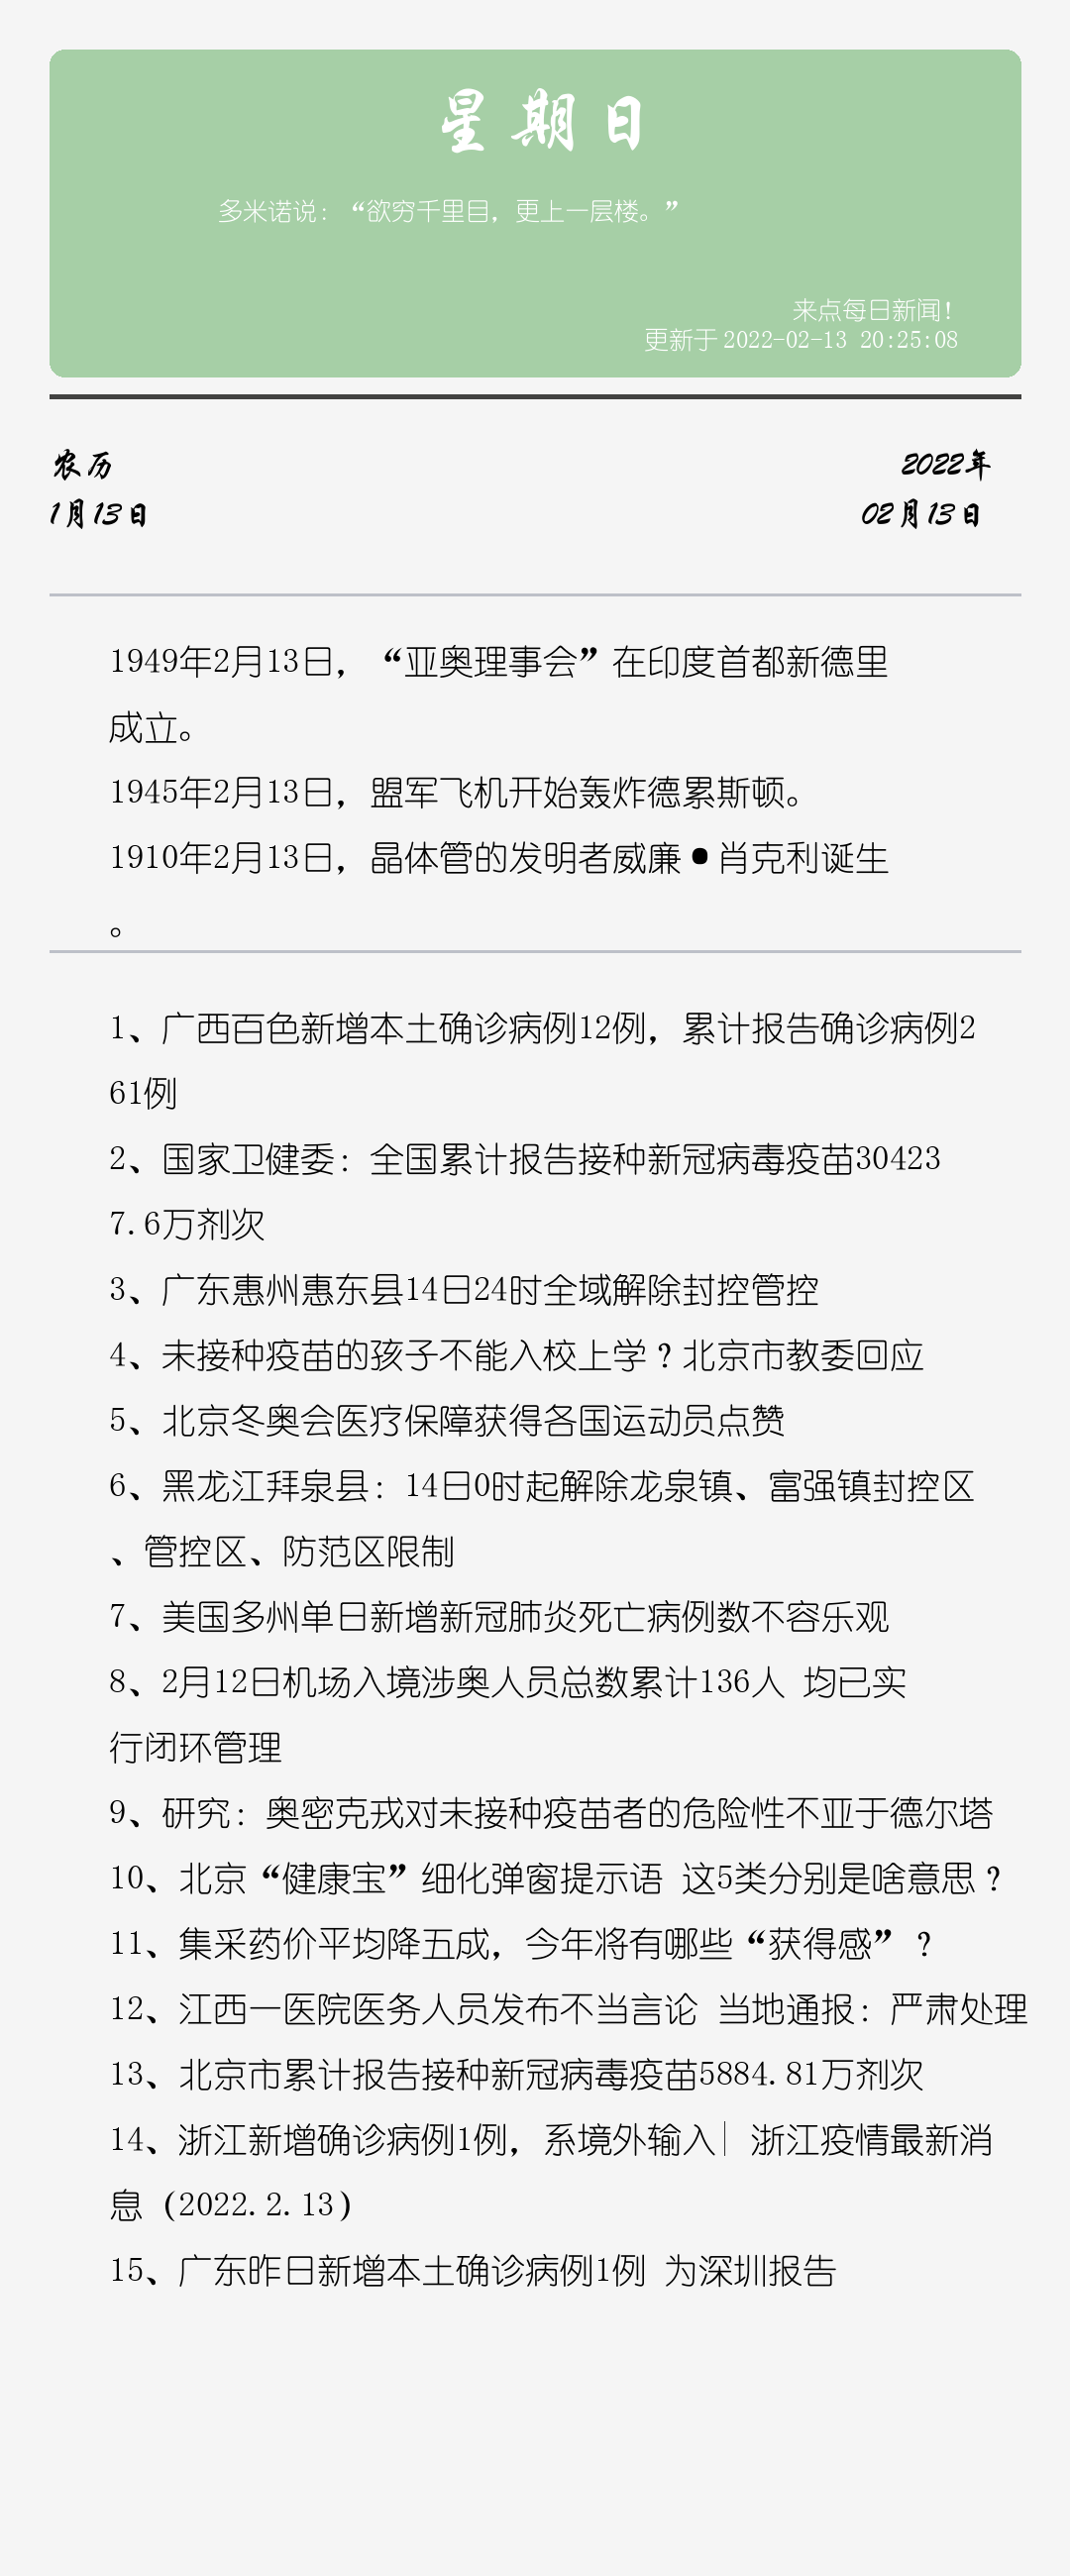 星期日
多米诺说：“欲穷千里目，更上一层楼。”
来点每日新闻！
更新于 2022-02-13 20:25:08
农历
2022年
1月13日
02月13日
1949年2月13日，“亚奥理事会”在印度首都新德里
成立。
1945年2月13日，盟军飞机开始轰炸德累斯顿。
1910年2月13日，晶体管的发明者威廉•肖克利诞生
。
1、广西百色新增本土确诊病例12例，累计报告确诊病例2
61例
2、国家卫健委：全国累计报告接种新冠病毒疫苗30423
7.6万剂次
3、广东惠州惠东县14日24时全域解除封控管控
4、未接种疫苗的孩子不能入校上学？北京市教委回应
5、北京冬奥会医疗保障获得各国运动员点赞
6、黑龙江拜泉县：14日0时起解除龙泉镇、富强镇封控区
、管控区、防范区限制
7、美国多州单日新增新冠肺炎死亡病例数不容乐观
8、2月12日机场入境涉奥人员总数累计136人 均已实
行闭环管理
9、研究：奥密克戎对未接种疫苗者的危险性不亚于德尔塔
10、北京“健康宝”细化弹窗提示语 这5类分别是啥意思？
11、集采药价平均降五成，今年将有哪些“获得感”？
12、江西一医院医务人员发布不当言论 当地通报：严肃处理
13、北京市累计报告接种新冠病毒疫苗5884.81万剂次
14、浙江新增确诊病例1例，系境外输入| 浙江疫情最新消
息（2022.2.13）
15、广东昨日新增本土确诊病例1例 为深圳报告